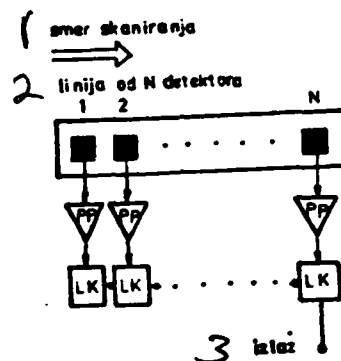 1 smer skaniranja
2 linija od N detektora
1 2 N
PP PP PP
LK LK LK
3 izlaz